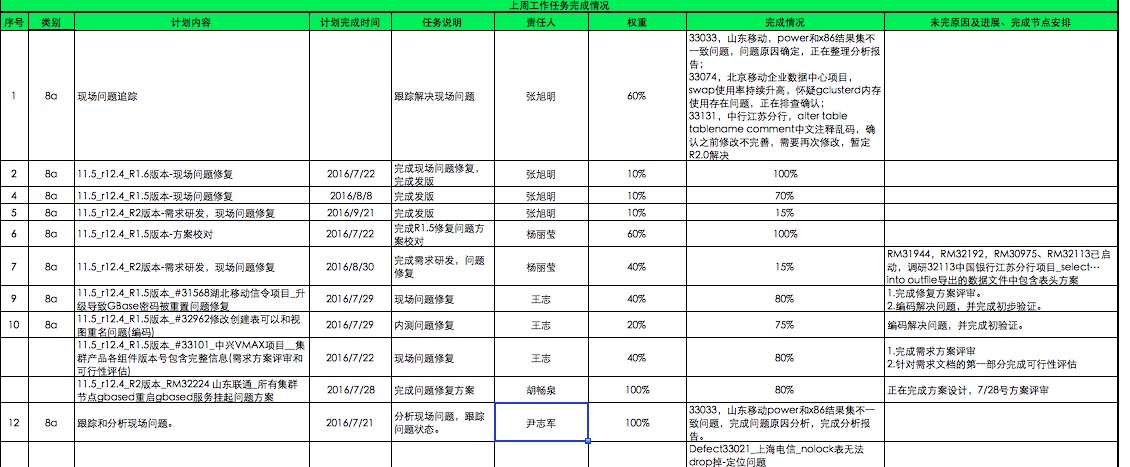 上周工作任务完成情况
序号 类别 计划内容 计划完成时间 任务说明 责任人 权重 完成情况 未完原因及进展、完成节点安排
1 8a 现场问题追踪 跟踪解决现场问题 张旭明 60%
33033，山东移动，power和x86结果集不
一致问题，问题原因确定，正在整理分析报
告；
33074，北京移动企业数据中心项目，
swap使用率持续升高，怀疑gclusterd内存
使用存在问题，正在排查确认；
33131，中行江苏分行，alter table
tablename comment中文注释乱码，确
认之前修改不完善，需要再次修改，暂定
R2.0解决
2 8a 11.5_r12.4_R1.6版本-现场问题修复 2016/7/22
完成现场问题修复，
完成发版
张旭明 10% 100%
4 8a 11.5_r12.4_R1.5版本-现场问题修复 2016/8/8 完成发版 张旭明 10% 70%
5 8a 11.5_r12.4_R2版本-需求研发，现场问题修复 2016/9/21 完成发版 张旭明 10% 15%
6 8a 11.5_r12.4_R1.5版本-方案校对 2016/7/22
完成R1.5修复问题方
案校对
杨丽莹 60% 100%
7 8a 11.5_r12.4_R2版本-需求研发，现场问题修复 2016/8/30
完成需求研发，问题
修复
杨丽莹 40% 15%
RM31944，RM32192，RM30975、RM32113已启
动，调研32113中国银行江苏分行项目_select…
into outfile导出的数据文件中包含表头方案
9 8a
11.5_r12.4_R1.5版本_#31568湖北移动信令项目_升
级导致GBase密码被重置问题修复
2016/7/29 现场问题修复 王志 40% 80%
1.完成修复方案评审。
2.编码解决问题，并完成初步验证。
10 8a
11.5_r12.4_R1.5版本_#32962修改创建表可以和视
图重名问题(编码)
2016/7/29 内测问题修复 王志 20% 75% 编码解决问题，并完成初验证。
11.5_r12.4_R1.5版本_#33101_中兴VMAX项目__集
群产品各组件版本号包含完整信息(需求方案评审和
可行性评估)
2016/7/22 现场问题修复 王志 40% 80%
1.完成需求方案评审
2.针对需求文档的第一部分完成可行性评估
11.5_r12.4_R2版本_RM32224 山东联通_所有集群
节点gbased重启gbased服务挂起问题方案
2016/7/28 完成问题修复方案 胡畅泉 100% 80% 正在完成方案设计，7/28号方案评审
12 8a 跟踪和分析现场问题。 2016/7/21
分析现场问题，跟踪
问题状态。
尹志军 100%
33033，山东移动power和x86结果集不一
致问题，完成问题原因分析，完成分析报
告。
Defect33021_上海电信_nolock表无法
drop掉-定位问题